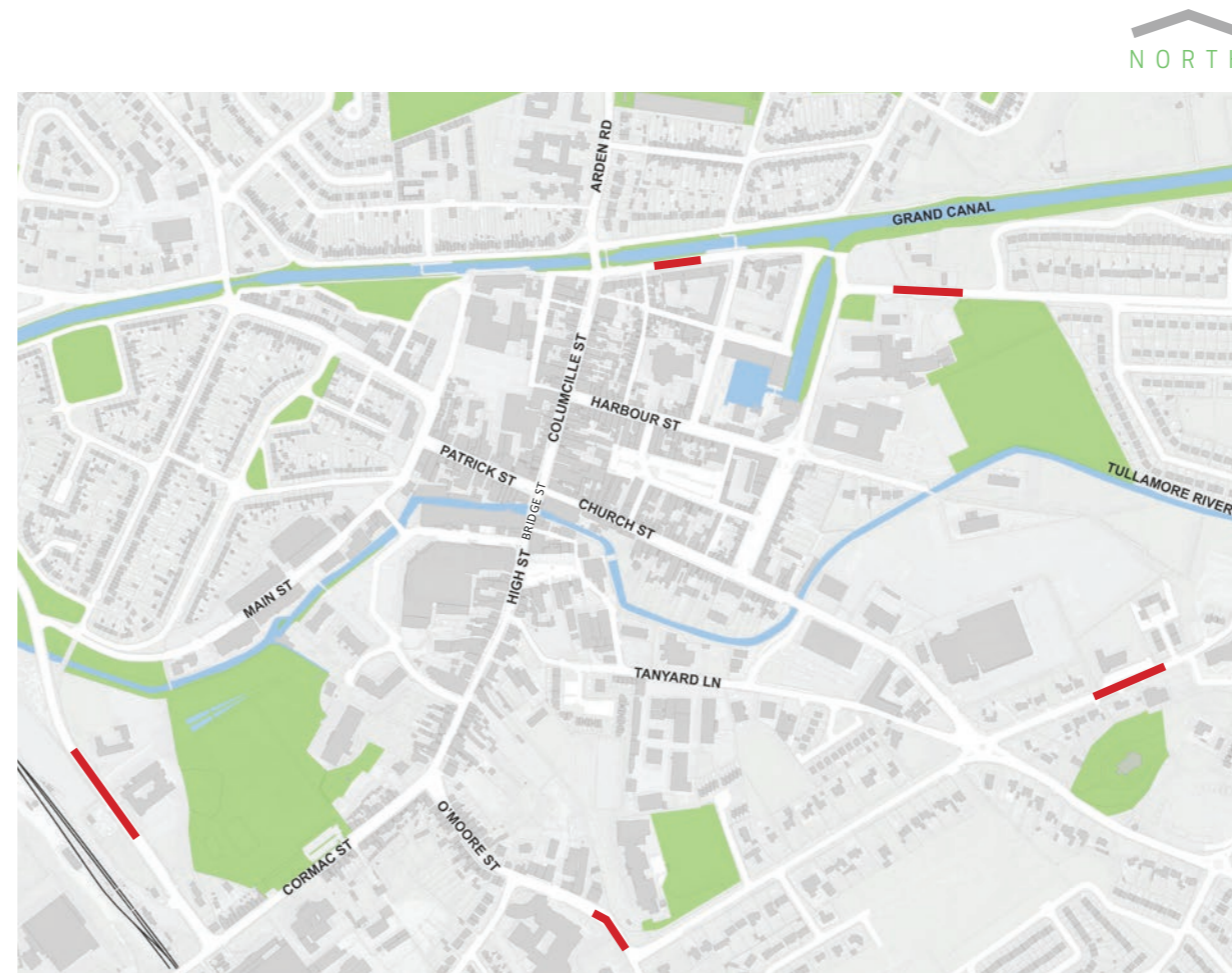 NORTH
ARDEN RD
GRAND CANAL
COLUMCILLE ST
HARBOUR ST
PATRICK ST
BRIDGE ST
CHURCH ST
TULLAMORE RIVER
HIGH ST
MAIN ST
TANYARD LN
O'MOORE ST
CORMAC ST